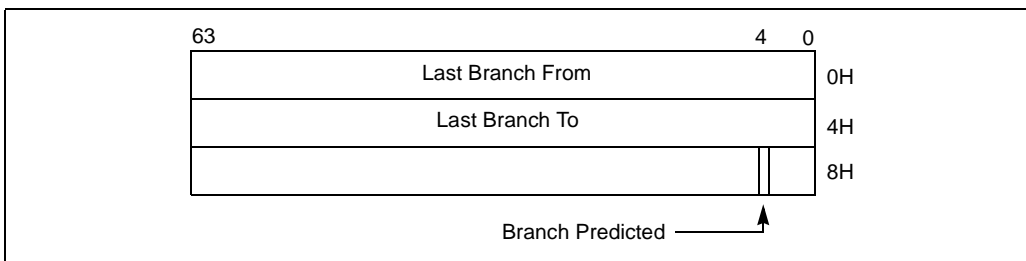 63 4 0
Last Branch From 0H
Last Branch To 4H
8H
Branch Predicted